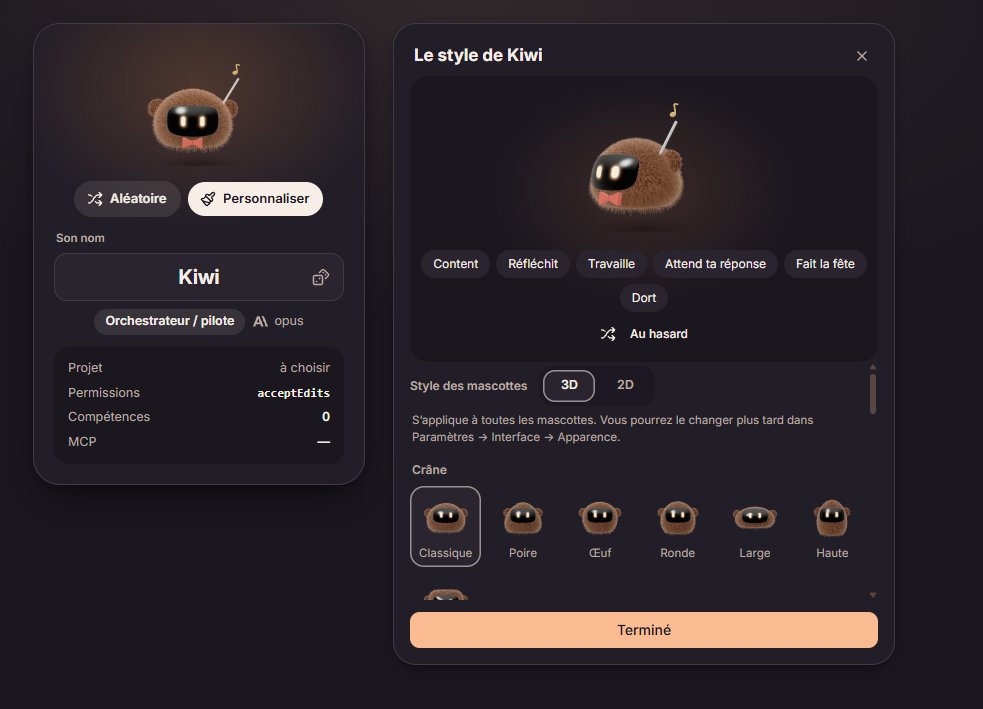 Aléatoire
Personnaliser
Son nom
Kiwi
Orchestrateur / pilote
opus
Projet
à choisir
Permissions
acceptEdits
Compétences
0
MCP
—
Le style de Kiwi
Content
Réfléchit
Travaille
Attend ta réponse
Fait la fête
Dort
Au hasard
Style des mascottes
3D
2D
S'applique à toutes les mascottes. Vous pourrez le changer plus tard dans
Paramètres → Interface → Apparence.
Crâne
Classique
Poire
Œuf
Ronde
Large
Haute
Terminé